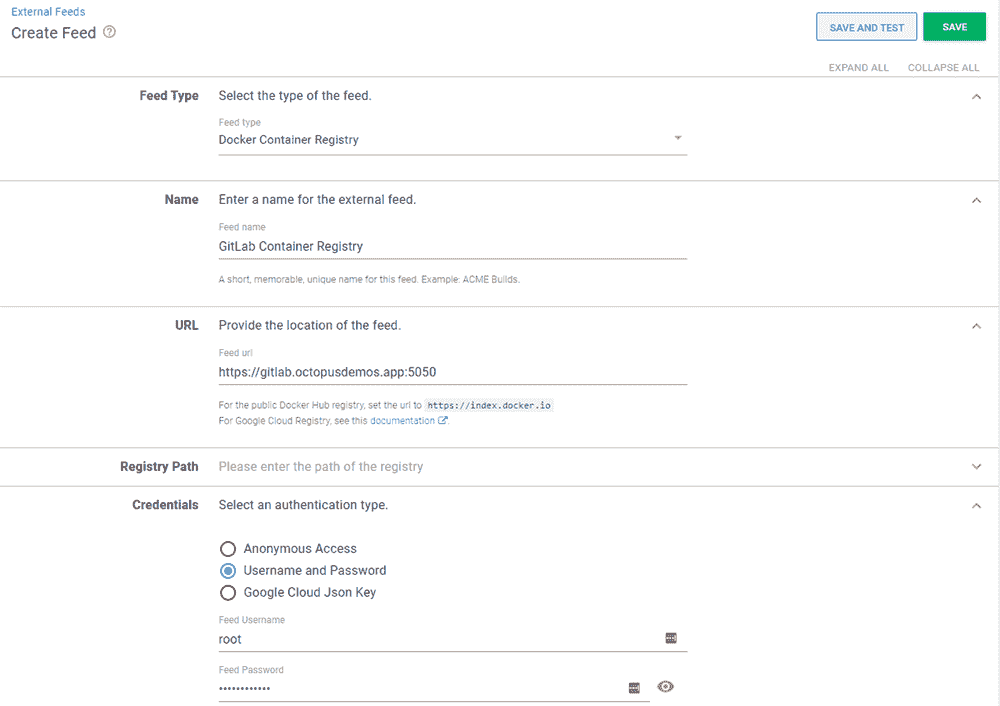 External Feeds
Create Feed ?
SAVE AND TEST
SAVE
EXPAND ALL
COLLAPSE ALL
Feed Type
Select the type of the feed.
Feed type
Docker Container Registry
Name
Enter a name for the external feed.
Feed name
GitLab Container Registry
A short, memorable, unique name for this feed. Example: ACME Builds.
URL
Provide the location of the feed.
Feed url
https://gitlab.octopusdemos.app:5050
For the public Docker Hub registry, set the url to https://index.docker.io
For Google Cloud Registry, see this documentation.
Registry Path
Please enter the path of the registry
Credentials
Select an authentication type.
Anonymous Access
Username and Password
Google Cloud Json Key
Feed Username
root
Feed Password
••••••••••••